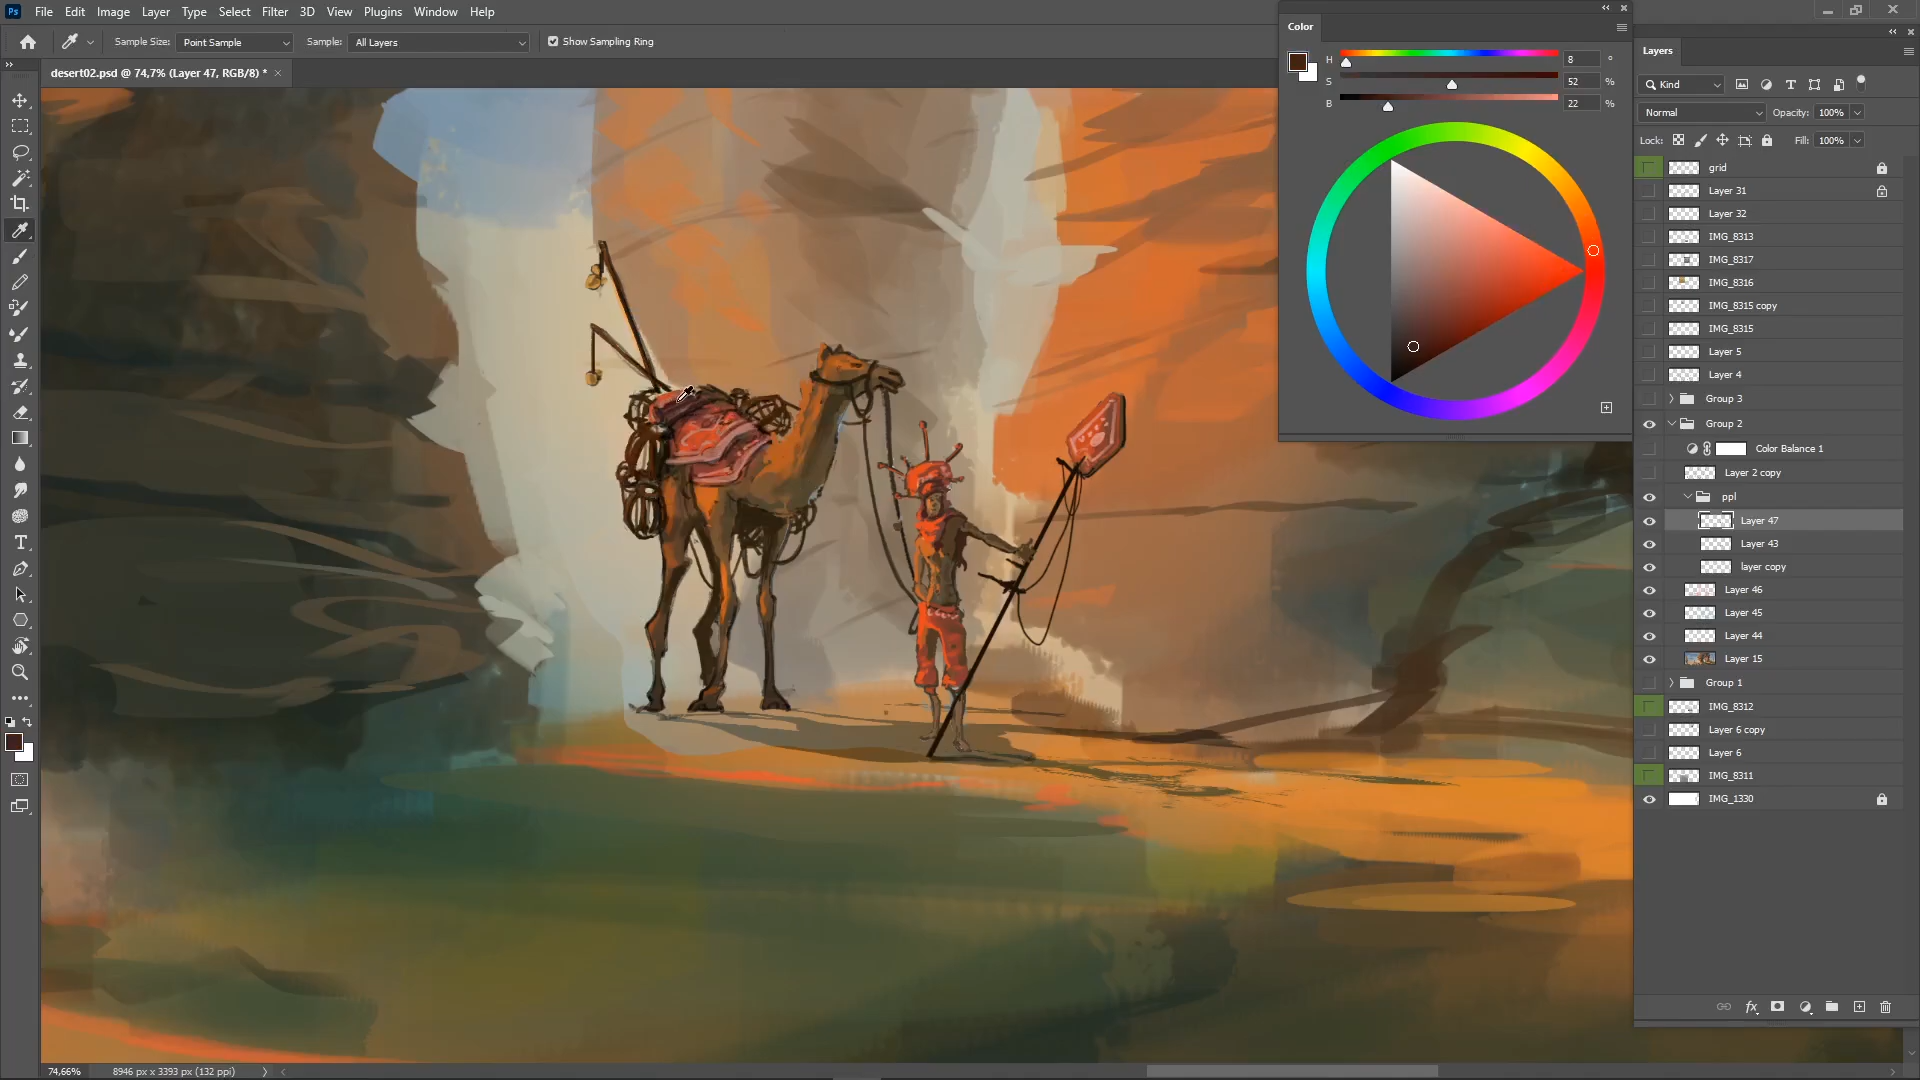 Ps File Edit Image Layer Type Select Filter 3D View Plugins Window Help
Sample Size: Point Sample Sample: All Layers Show Sampling Ring
desert02.psd @ 74,7% (Layer 47, RGB/8) *
Color
H 8 °
S 52 %
B 22 %
Layers
Kind
Normal Opacity: 100%
Lock: Fill: 100%
grid
Layer 31
Layer 32
IMG_8313
IMG_8317
IMG_8316
IMG_8315 copy
IMG_8315
Layer 5
Layer 4
Group 3
Group 2
Color Balance 1
Layer 2 copy
ppl
Layer 47
Layer 43
layer copy
Layer 46
Layer 45
Layer 44
Layer 15
Group 1
IMG_8312
Layer 6 copy
Layer 6
IMG_8311
IMG_1330
fx
74,66% 8946 px x 3393 px (132 ppi)